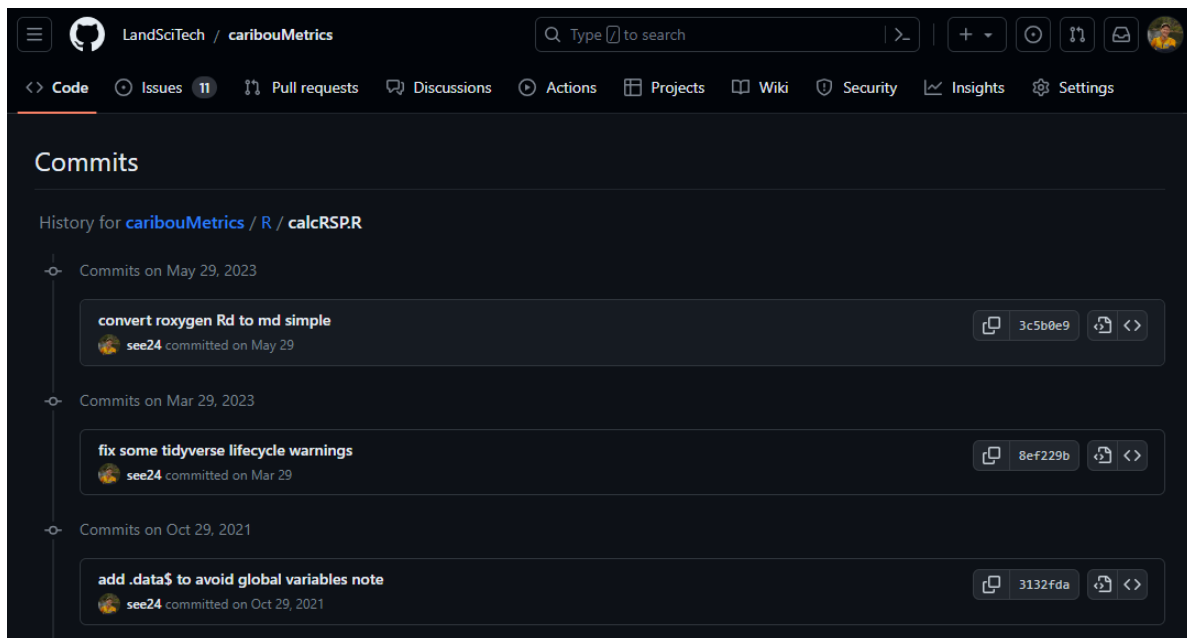 LandSciTech / caribouMetrics
Type / to search
Code Issues 11 Pull requests Discussions Actions Projects Wiki Security Insights Settings
Commits
History for caribouMetrics / R / calcRSP.R
Commits on May 29, 2023
convert roxygen Rd to md simple
3c5b0e9
see24 committed on May 29
Commits on Mar 29, 2023
fix some tidyverse lifecycle warnings
8ef229b
see24 committed on Mar 29
Commits on Oct 29, 2021
add .data$ to avoid global variables note
3132fda
see24 committed on Oct 29, 2021